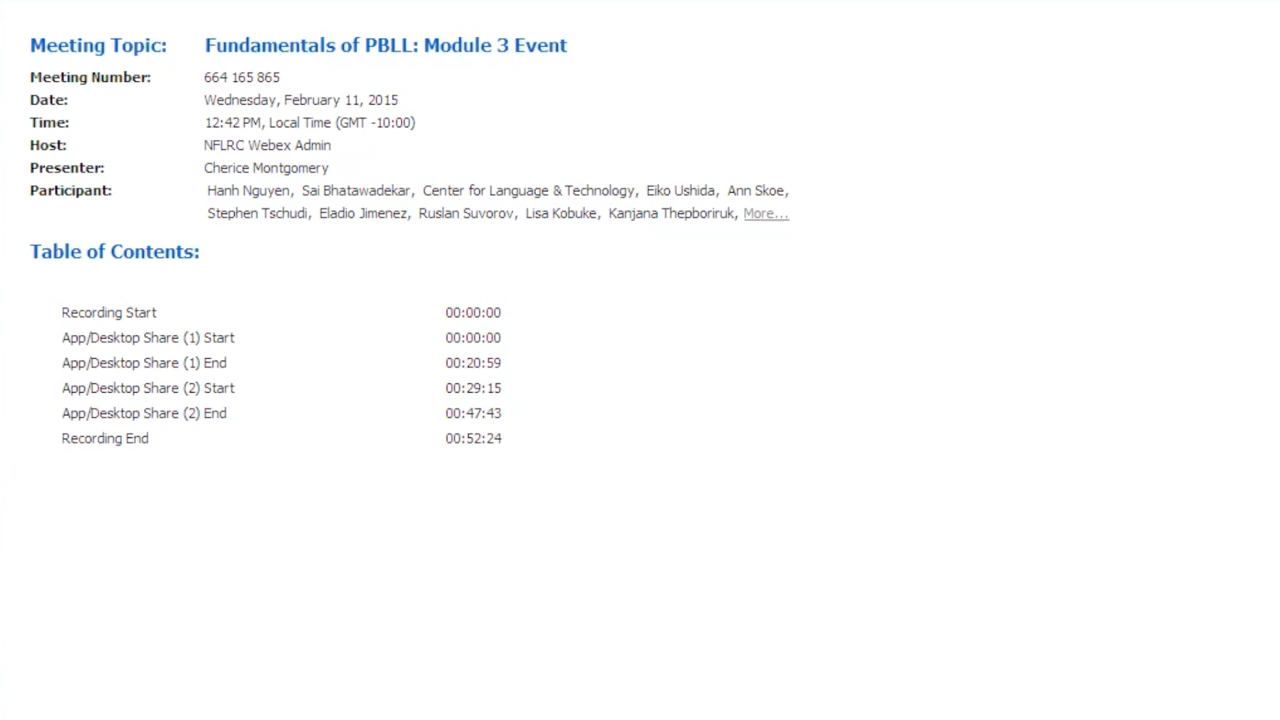 Meeting Topic: Fundamentals of PBLL: Module 3 Event
Meeting Number: 664 165 865
Date: Wednesday, February 11, 2015
Time: 12:42 PM, Local Time (GMT -10:00)
Host: NFLRC Webex Admin
Presenter: Cherice Montgomery
Participant: Hanh Nguyen, Sai Bhatawadekar, Center for Language & Technology, Eiko Ushida, Ann Skoe,
Stephen Tschudi, Eladio Jimenez, Ruslan Suvorov, Lisa Kobuke, Kanjana Thepboriruk, More...
Table of Contents:
Recording Start 00:00:00
App/Desktop Share (1) Start 00:00:00
App/Desktop Share (1) End 00:20:59
App/Desktop Share (2) Start 00:29:15
App/Desktop Share (2) End 00:47:43
Recording End 00:52:24